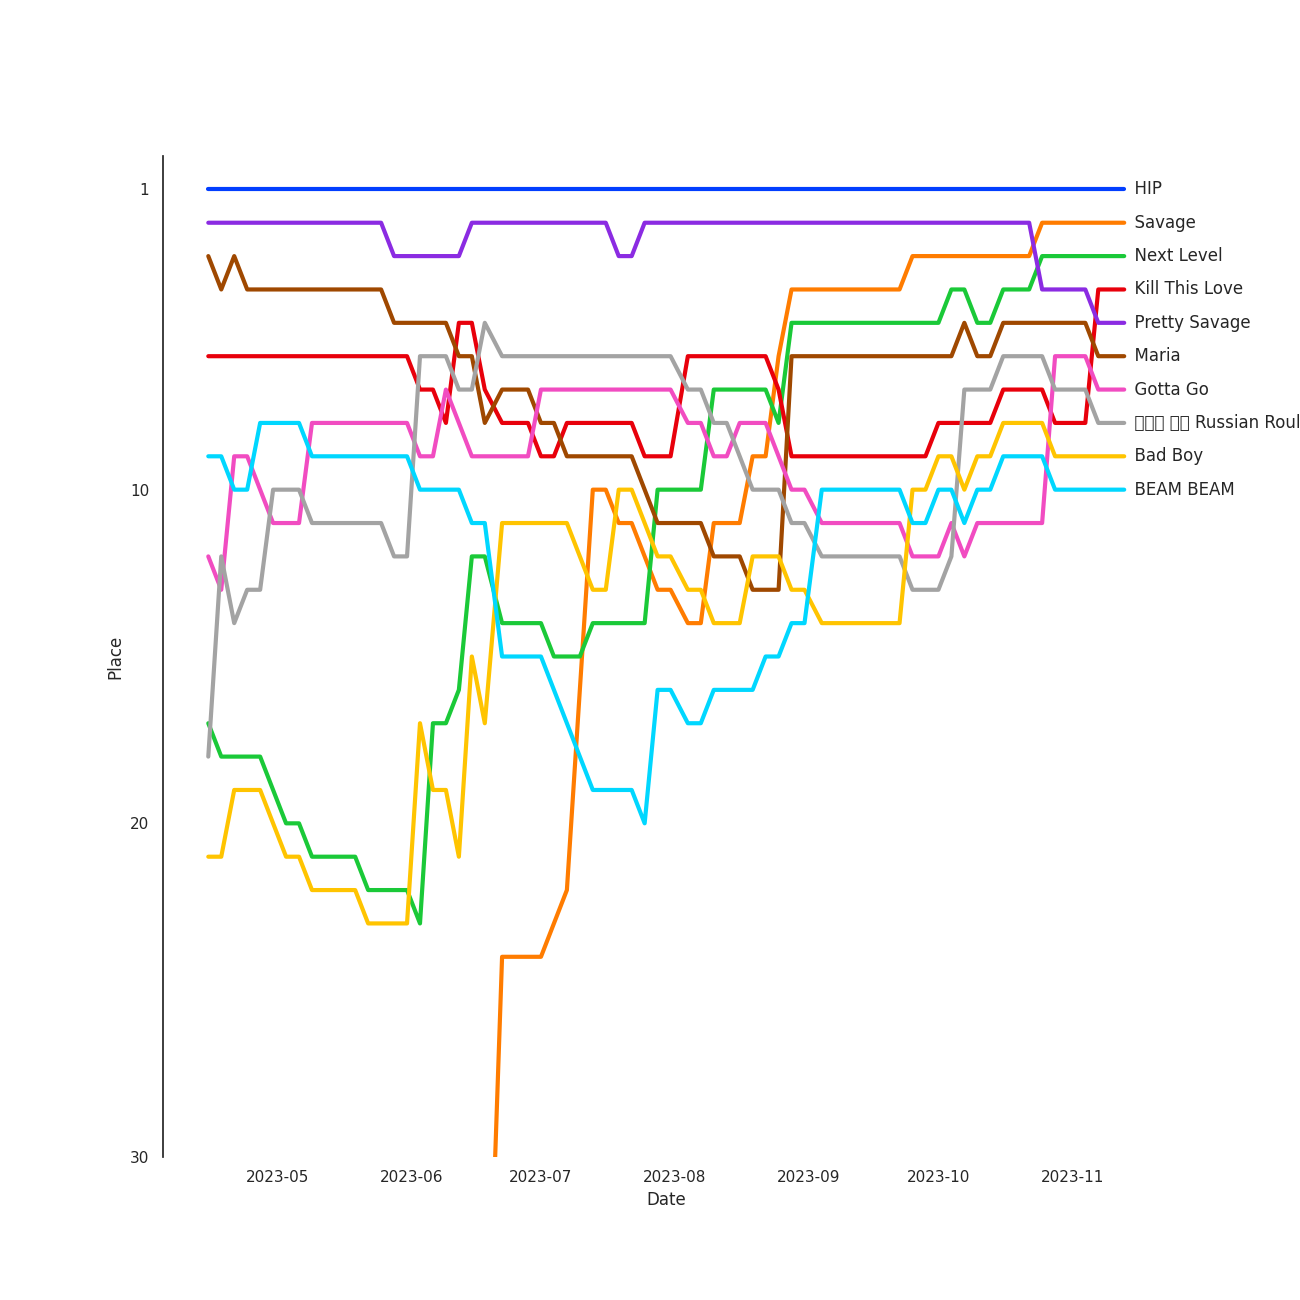 1
HIP
Savage
Next Level
Kill This Love
Pretty Savage
Maria
Gotta Go
Russian Roul
Bad Boy
10
BEAM BEAM
20
30
Place
2023-05 2023-06 2023-07 2023-08 2023-09 2023-10 2023-11
Date